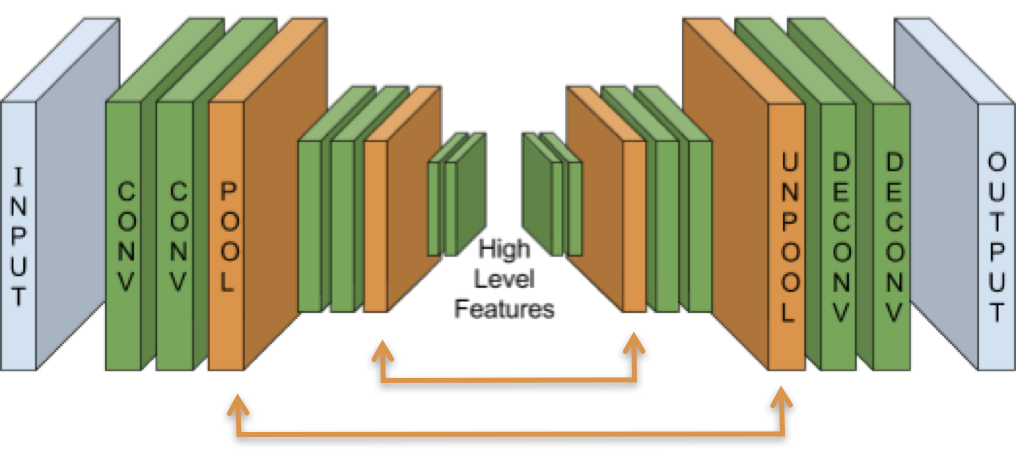 INPUT
CONV
CONV
POOL
High
Level
Features
UNPOOL
DECONV
DECONV
OUTPUT